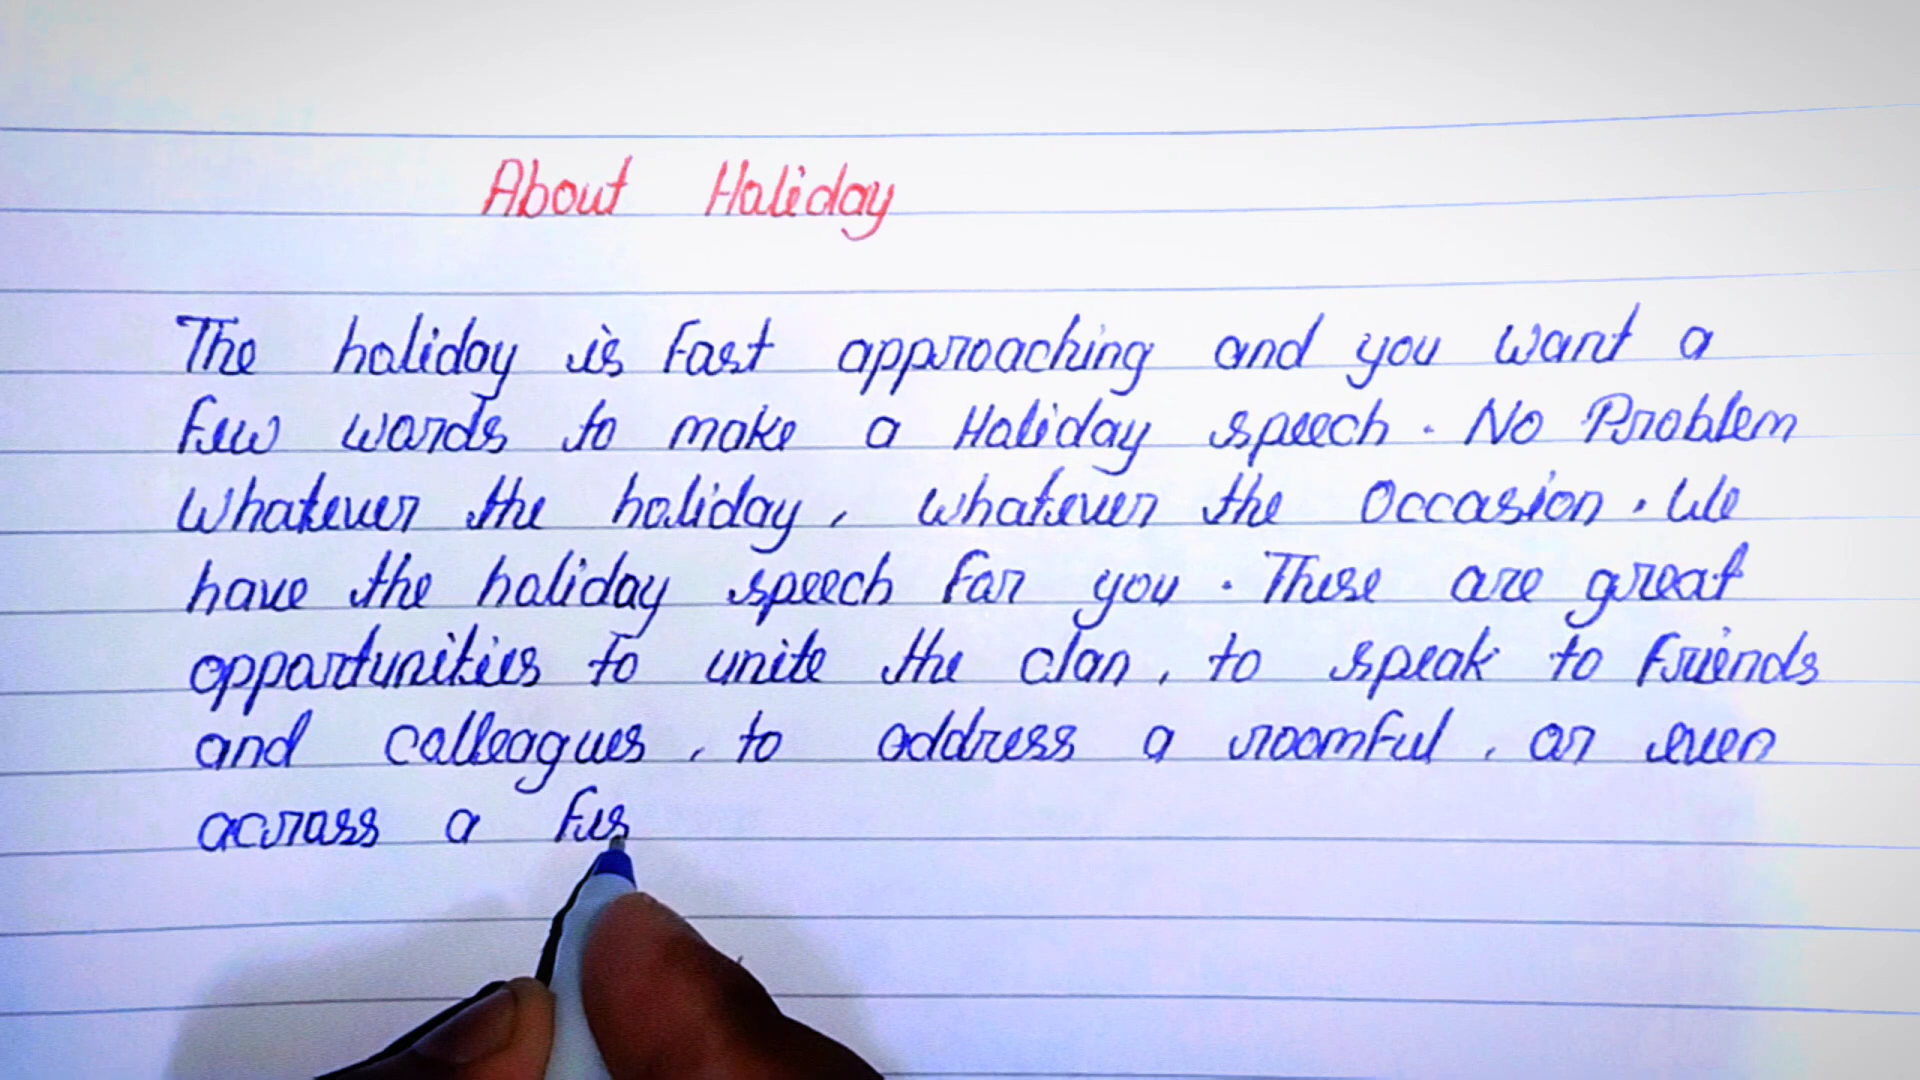 About Holiday
The holiday is fast approaching and you want a
few words to make a Holiday speech. No Problem
Whatever the holiday, whatever the Occasion. We
have the holiday speech for you. These are great
opportunities to unite the clan, to speak to friends
and colleagues, to address a roomful, or even
across a